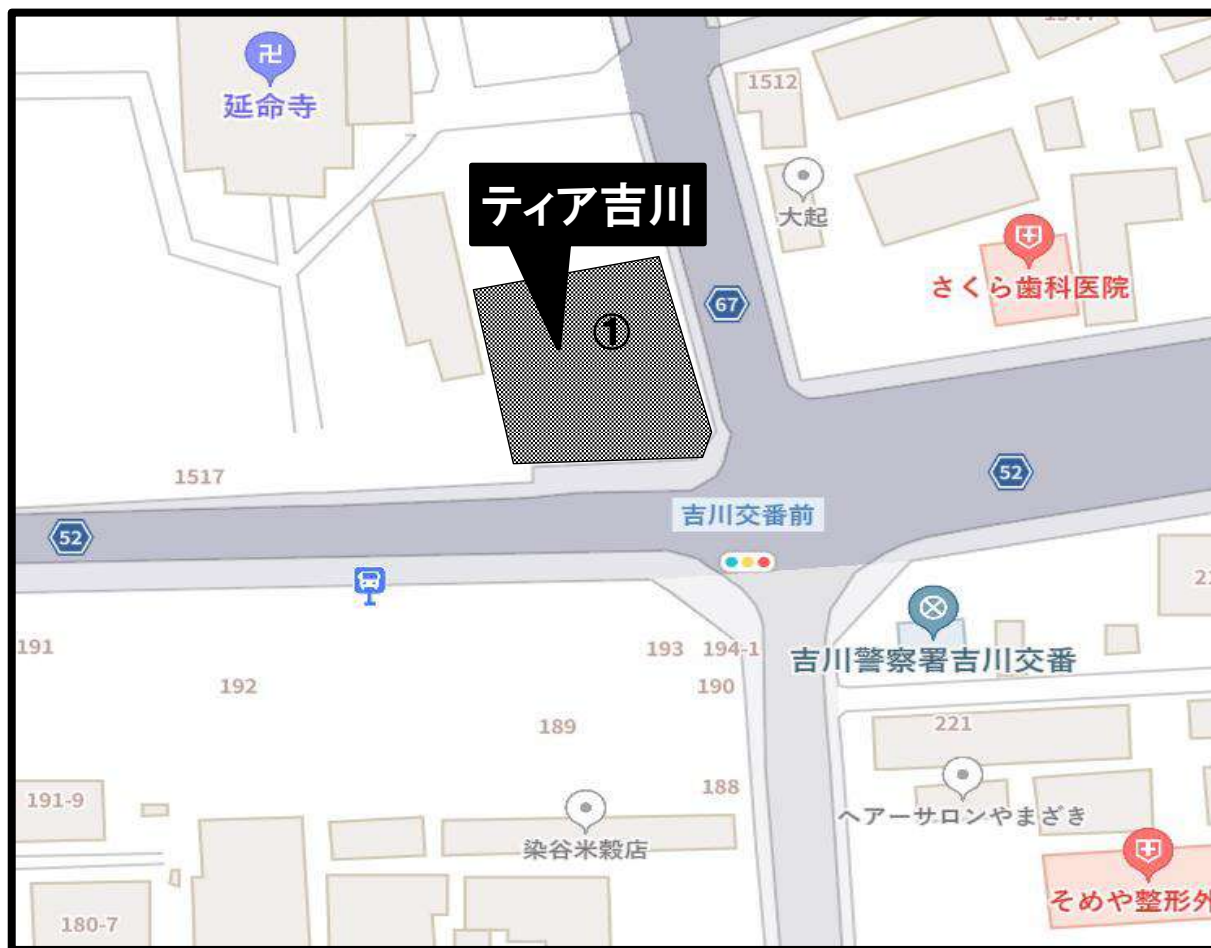 卍
延命寺
1512
ティア吉川
大起
さくら歯科医院
67
①
1517
52
吉川交番前
52
191
193
194-1
吉川警察署吉川交番
192
190
189
221
191-9
188
ヘアーサロンやまざき
染谷米穀店
180-7
そめや整形外